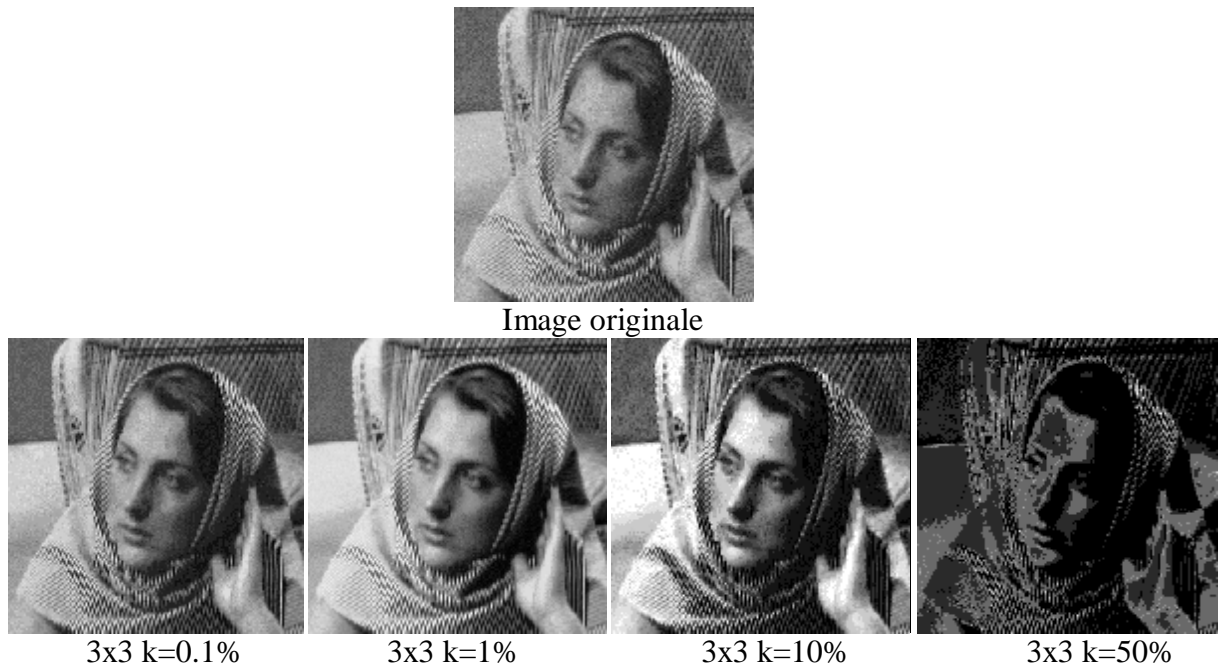 Image originale
3x3 k=0.1%
3x3 k=1%
3x3 k=10%
3x3 k=50%